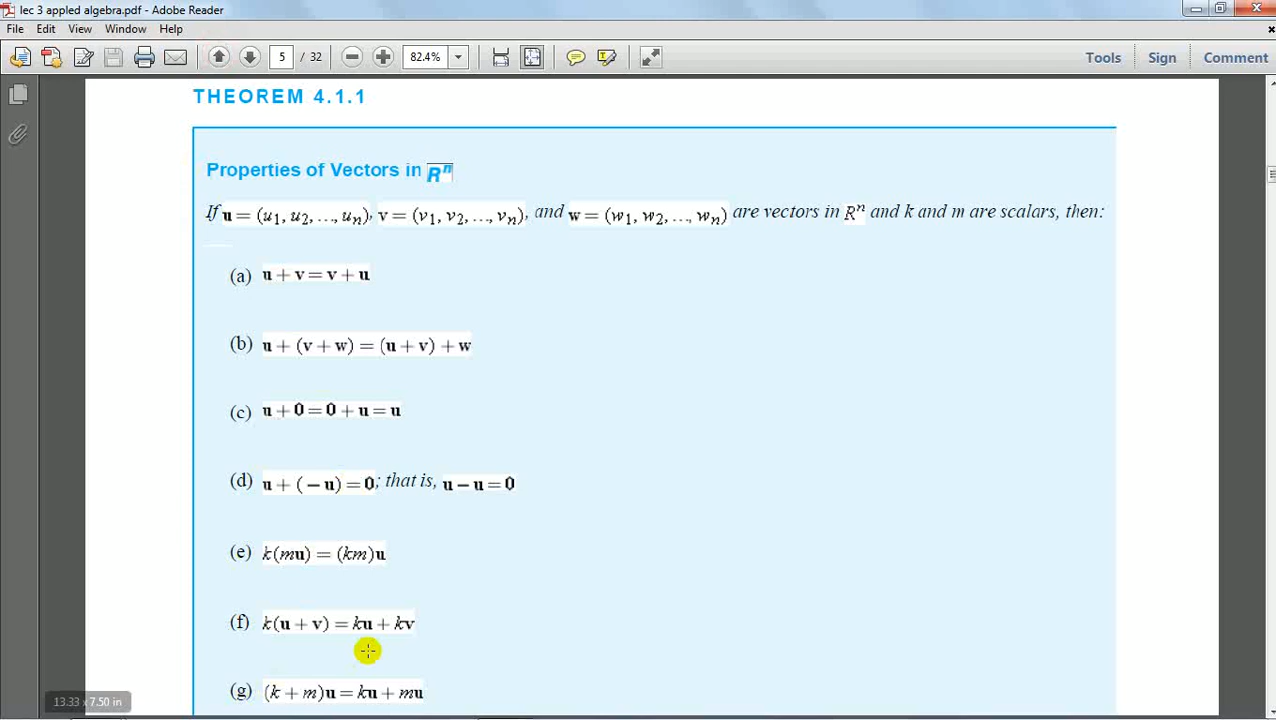 lec 3 appled algebra.pdf - Adobe Reader
File Edit View Window Help
5 / 32 82.4% Tools Sign Comment
THEOREM 4.1.1
Properties of Vectors in Rⁿ
If u = (u₁, u₂, ..., uₙ), v = (v₁, v₂, ..., vₙ), and w = (w₁, w₂, ..., wₙ) are vectors in Rⁿ and k and m are scalars, then:
(a) u + v = v + u
(b) u + (v + w) = (u + v) + w
(c) u + 0 = 0 + u = u
(d) u + (−u) = 0; that is, u − u = 0
(e) k(mu) = (km)u
(f) k(u + v) = ku + kv
(g) (k + m)u = ku + mu
13.33 x 7.50 in